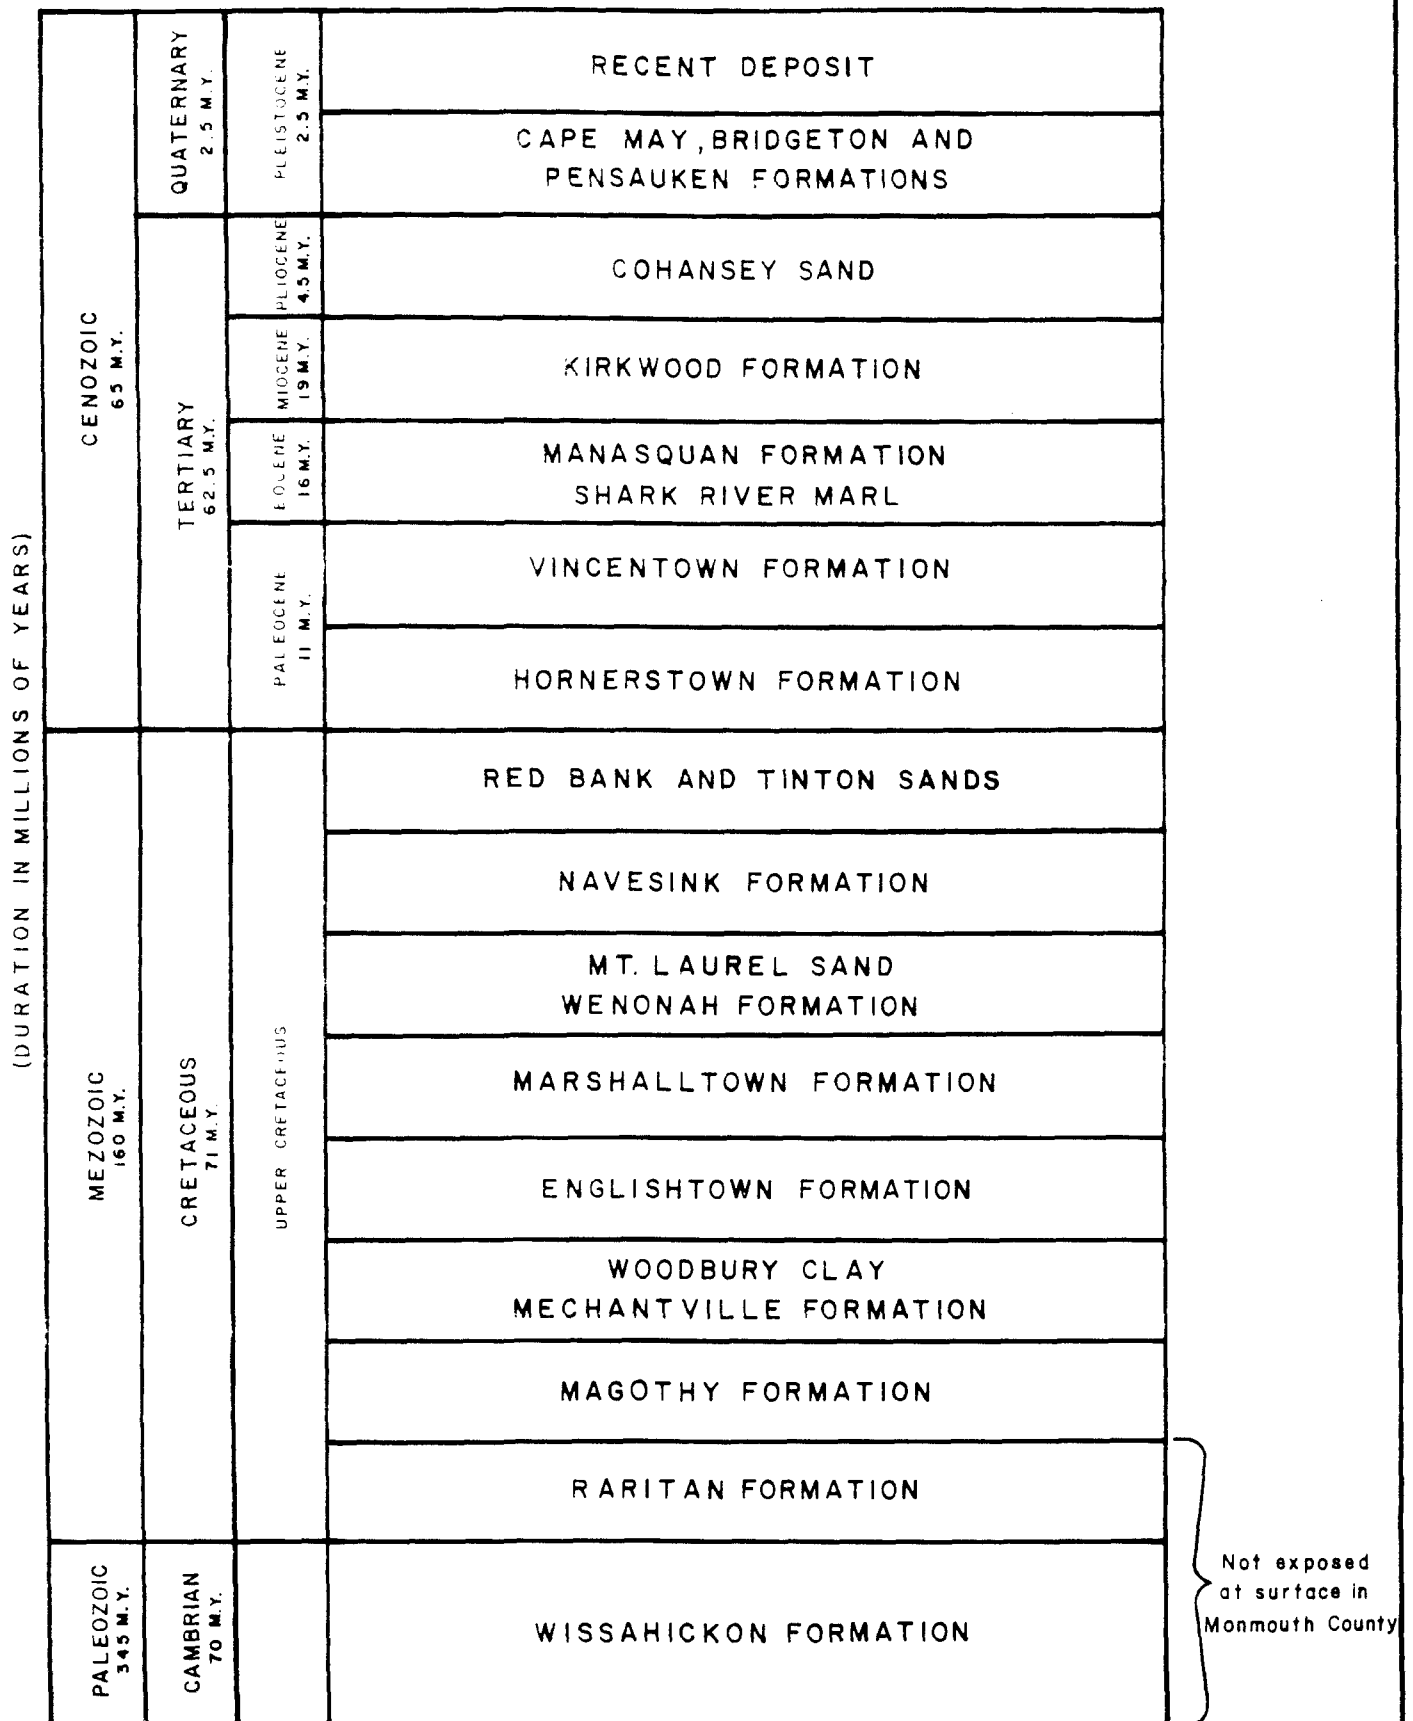 (DURATION IN MILLIONS OF YEARS)
CENOZOIC
65 M.Y.
QUATERNARY
2.5 M.Y.
PLEISTOCENE
2.5 M.Y.
RECENT DEPOSIT
CAPE MAY, BRIDGETON AND
PENSAUKEN FORMATIONS
TERTIARY
62.5 M.Y.
PLIOCENE
4.5 M.Y.
COHANSEY SAND
MIOCENE
19 M.Y.
KIRKWOOD FORMATION
EOCENE
16 M.Y.
MANASQUAN FORMATION
SHARK RIVER MARL
PALEOCENE
11 M.Y.
VINCENTOWN FORMATION
HORNERSTOWN FORMATION
MEZOZOIC
160 M.Y.
CRETACEOUS
71 M.Y.
UPPER CRETACEOUS
RED BANK AND TINTON SANDS
NAVESINK FORMATION
MT. LAUREL SAND
WENONAH FORMATION
MARSHALLTOWN FORMATION
ENGLISHTOWN FORMATION
WOODBURY CLAY
MECHANTVILLE FORMATION
MAGOTHY FORMATION
RARITAN FORMATION
PALEOZOIC
345 M.Y.
CAMBRIAN
70 M.Y.
WISSAHICKON FORMATION
Not exposed
at surface in
Monmouth County